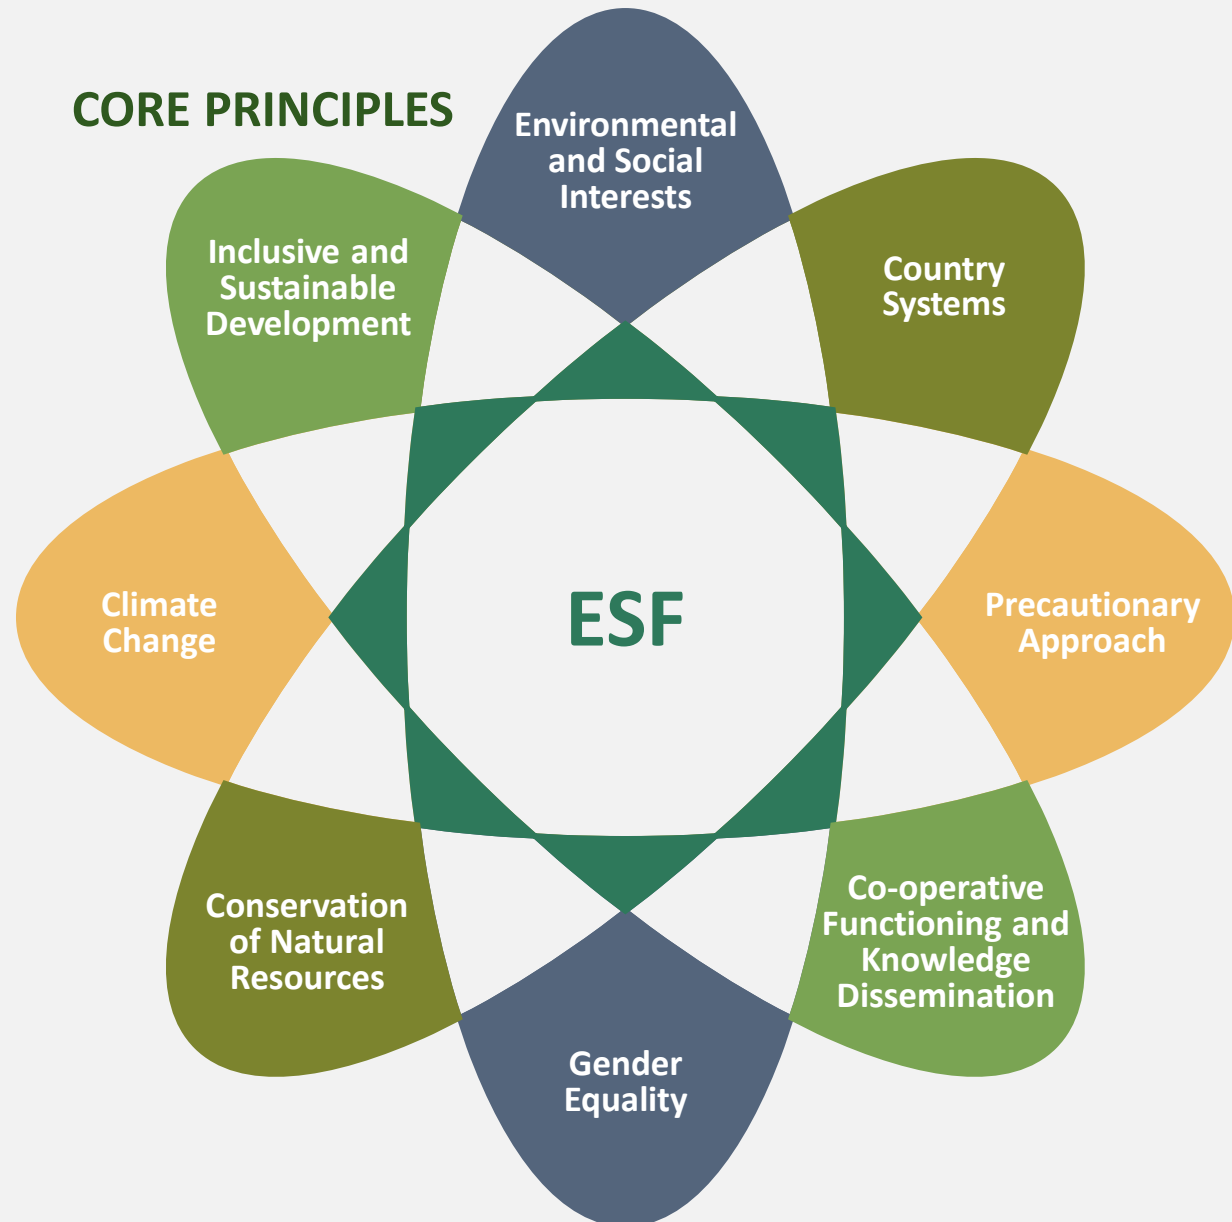 CORE PRINCIPLES
Environmental
and Social
Interests
Country
Systems
Precautionary
Approach
Co-operative
Functioning and
Knowledge
Dissemination
Gender
Equality
Conservation
of Natural
Resources
Climate
Change
Inclusive and
Sustainable
Development
ESF